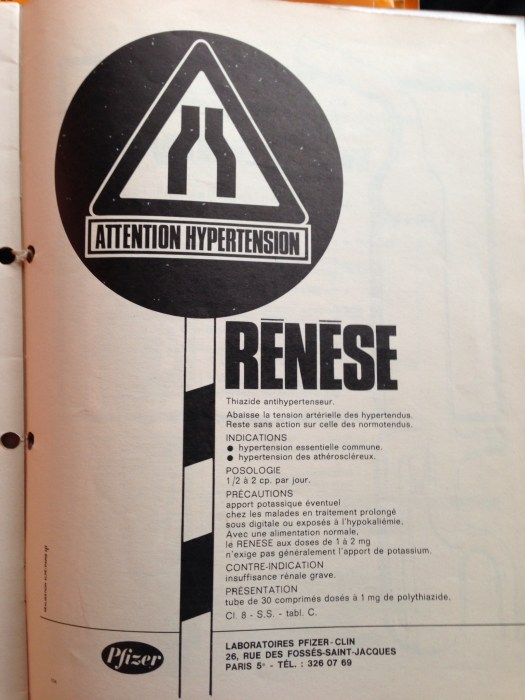 ATTENTION HYPERTENSION
RĒNĒSE
Thiazide antihypertenseur.
Abaisse la tension artérielle des hypertendus.
Reste sans action sur celle des normotendus.
INDICATIONS
● hypertension essentielle commune.
● hypertension des athéroscléreux.
POSOLOGIE
1/2 à 2 cp. par jour.
PRÉCAUTIONS
apport potassique éventuel
chez les malades en traitement prolongé
sous digitale ou exposés à l'hypokaliémie.
Avec une alimentation normale,
le RENESE aux doses de 1 à 2 mg
n'exige pas généralement l'apport de potassium.
CONTRE-INDICATION
insuffisance rénale grave.
PRÉSENTATION
tube de 30 comprimés dosés à 1 mg de polythiazide.
Cl. 8 - S.S. - tabl. C.
Pfizer
LABORATOIRES PFIZER-CLIN
26, RUE DES FOSSÉS-SAINT-JACQUES
PARIS 5e - TÉL. : 326 07 69